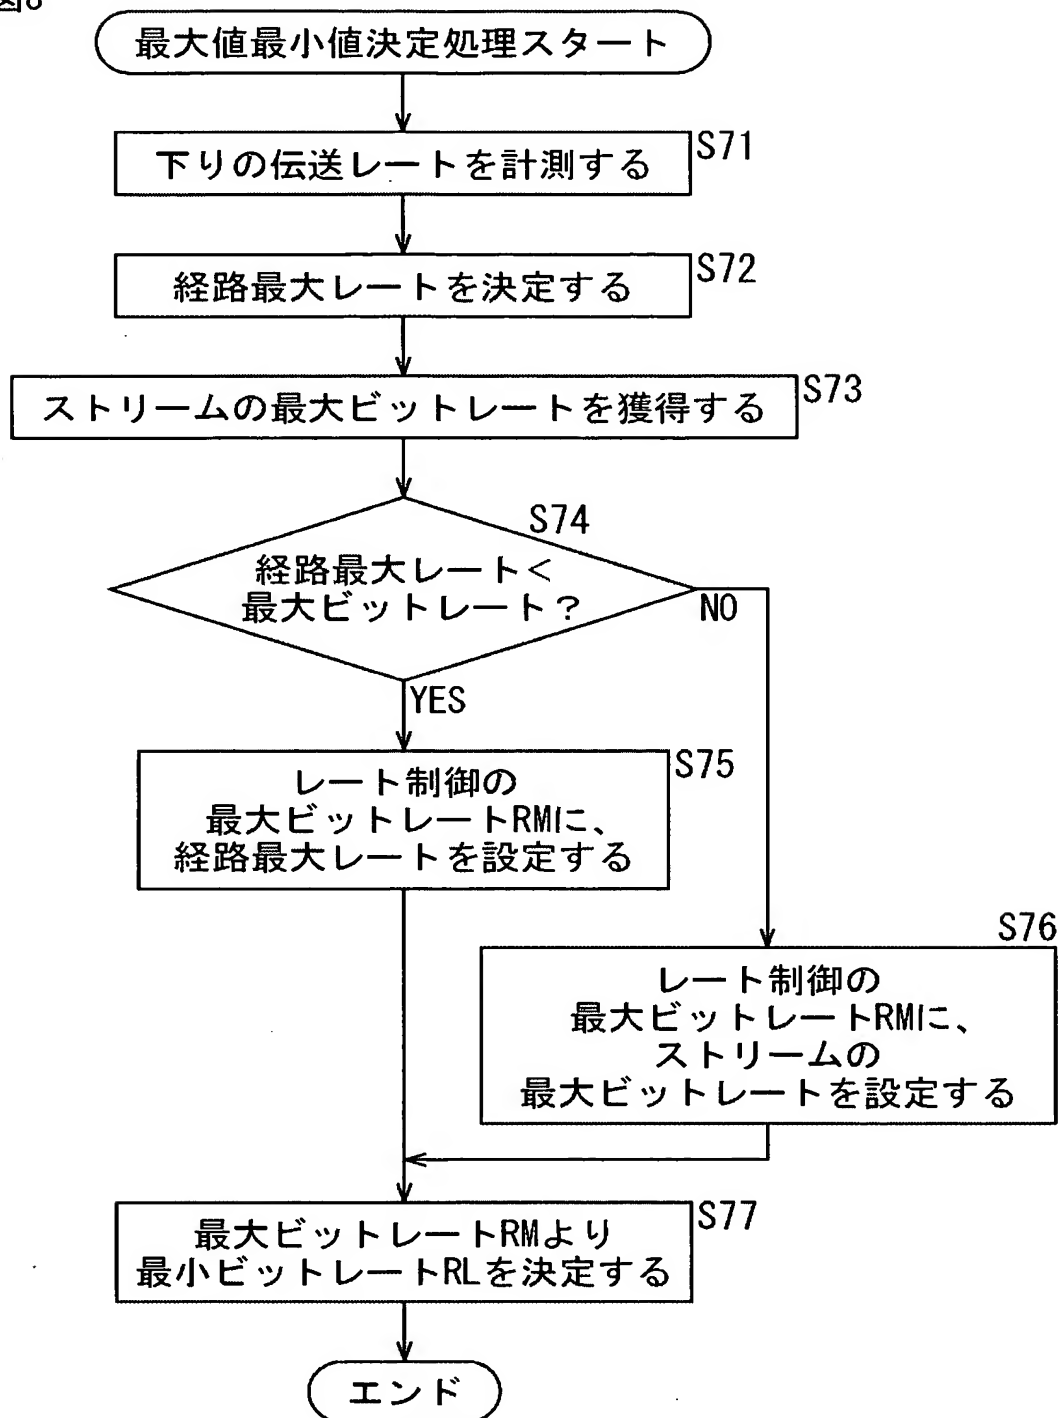 最大値最小値決定処理スタート
S71
下りの伝送レートを計測する
S72
経路最大レートを決定する
S73
ストリームの最大ビットレートを獲得する
S74
経路最大レート<
最大ビットレート?
NO
YES
S75
レート制御の
最大ビットレートRMに、
経路最大レートを設定する
S76
レート制御の
最大ビットレートRMに、
ストリームの
最大ビットレートを設定する
S77
最大ビットレートRMより
最小ビットレートRLを決定する
エンド